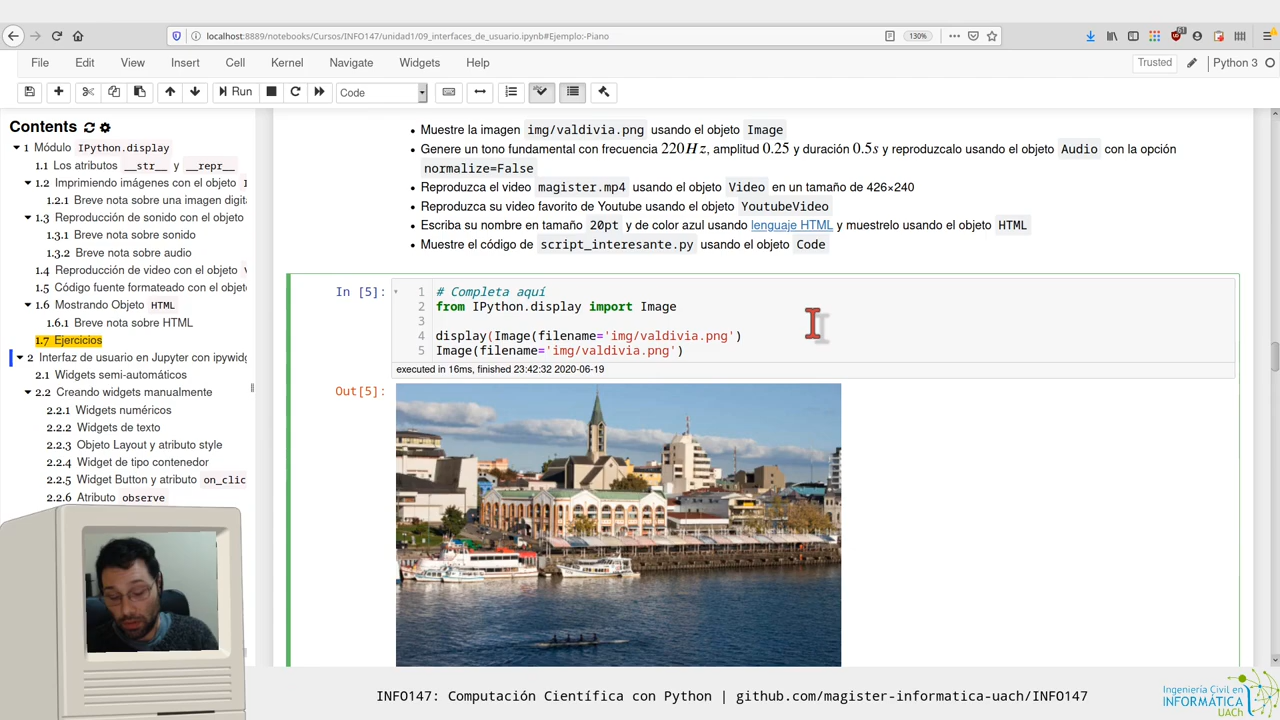 localhost:8889/notebooks/Cursos/INFO147/unidad1/09_interfaces_de_usuario.ipynb#Ejemplo:-Piano
130%
File Edit View Insert Cell Kernel Navigate Widgets Help
Trusted
Python 3
Run
Code
Contents
1 Módulo IPython.display
1.1 Los atributos __str__ y __repr__
1.2 Imprimiendo imágenes con el objeto I
1.2.1 Breve nota sobre una imagen digita
1.3 Reproducción de sonido con el objeto
1.3.1 Breve nota sobre sonido
1.3.2 Breve nota sobre audio
1.4 Reproducción de video con el objeto
1.5 Código fuente formateado con el objeto
1.6 Mostrando Objeto HTML
1.6.1 Breve nota sobre HTML
1.7 Ejercicios
2 Interfaz de usuario en Jupyter con ipywidg
2.1 Widgets semi-automáticos
2.2 Creando widgets manualmente
2.2.1 Widgets numéricos
2.2.2 Widgets de texto
2.2.3 Objeto Layout y atributo style
2.2.4 Widget de tipo contenedor
2.2.5 Widget Button y atributo on_clic
2.2.6 Atributo observe
• Muestre la imagen img/valdivia.png usando el objeto Image
• Genere un tono fundamental con frecuencia 220Hz, amplitud 0.25 y duración 0.5s y reproduzcalo usando el objeto Audio con la opción
normalize=False
• Reproduzca el video magister.mp4 usando el objeto Video en un tamaño de 426×240
• Reproduzca su video favorito de Youtube usando el objeto YoutubeVideo
• Escriba su nombre en tamaño 20pt y de color azul usando lenguaje HTML y muestrelo usando el objeto HTML
• Muestre el código de script_interesante.py usando el objeto Code
In [5]:
1 # Completa aquí
2 from IPython.display import Image
3
4 display(Image(filename='img/valdivia.png')
5 Image(filename='img/valdivia.png')
executed in 16ms, finished 23:42:32 2020-06-19
Out[5]:
INFO147: Computación Científica con Python | github.com/magister-informatica-uach/INFO147
Ingeniería Civil en
INFORMÁTICA
UACh